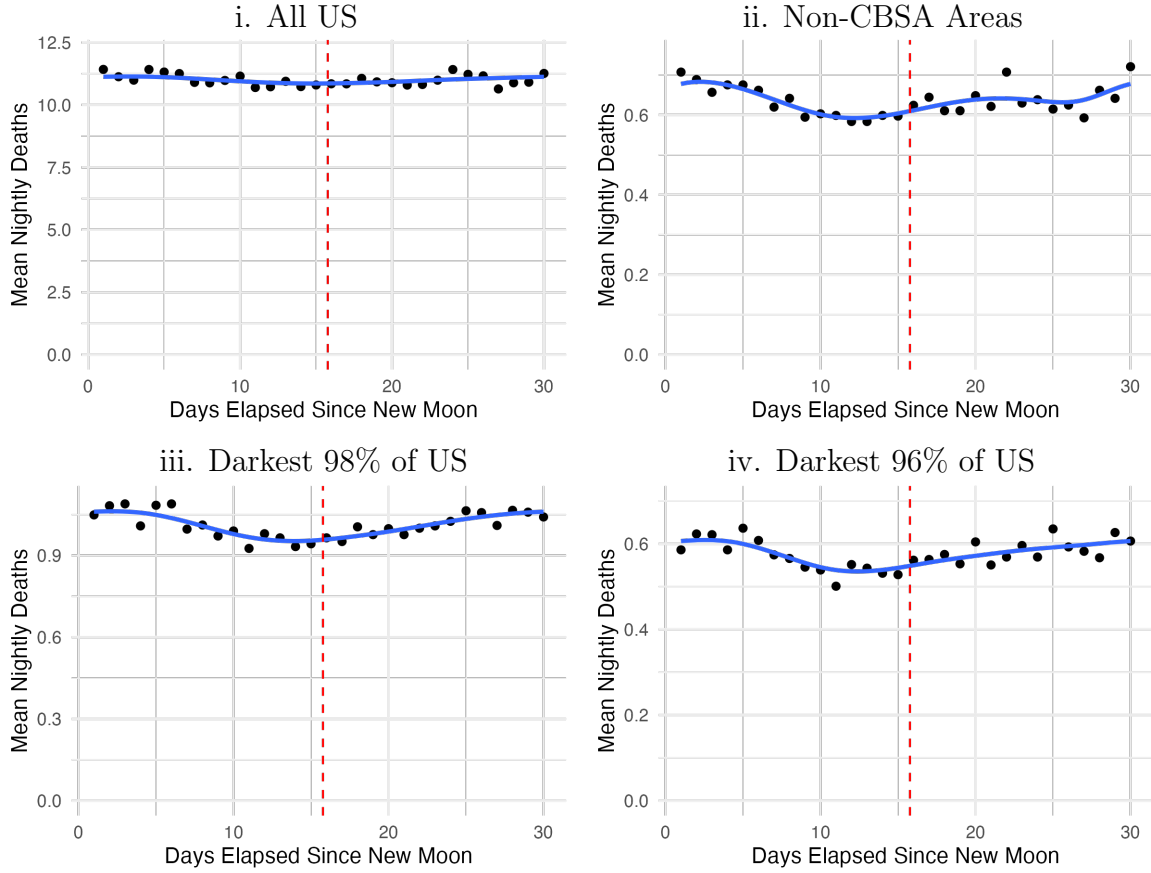 i. All US
12.5
10.0
7.5
5.0
2.5
0.0
Mean Nightly Deaths
0 10 20 30
Days Elapsed Since New Moon
ii. Non-CBSA Areas
0.6
0.4
0.2
0.0
Mean Nightly Deaths
0 10 20 30
Days Elapsed Since New Moon
iii. Darkest 98% of US
0.9
0.6
0.3
0.0
Mean Nightly Deaths
0 10 20 30
Days Elapsed Since New Moon
iv. Darkest 96% of US
0.6
0.4
0.2
0.0
Mean Nightly Deaths
0 10 20 30
Days Elapsed Since New Moon